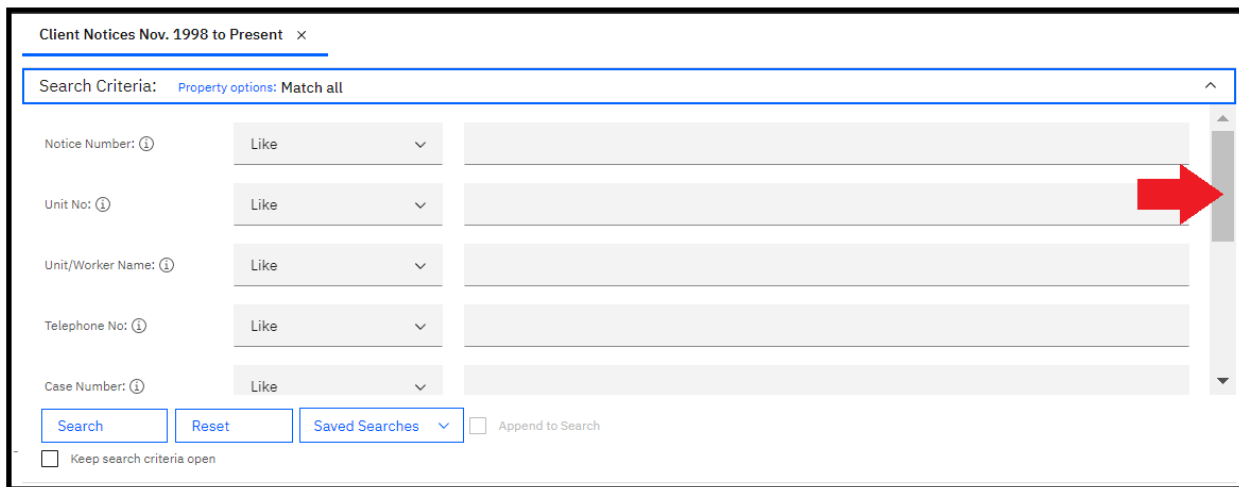 Client Notices Nov. 1998 to Present ×
Search Criteria: Property options: Match all
Notice Number: Like
Unit No: Like
Unit/Worker Name: Like
Telephone No: Like
Case Number: Like
Search Reset Saved Searches Append to Search
Keep search criteria open